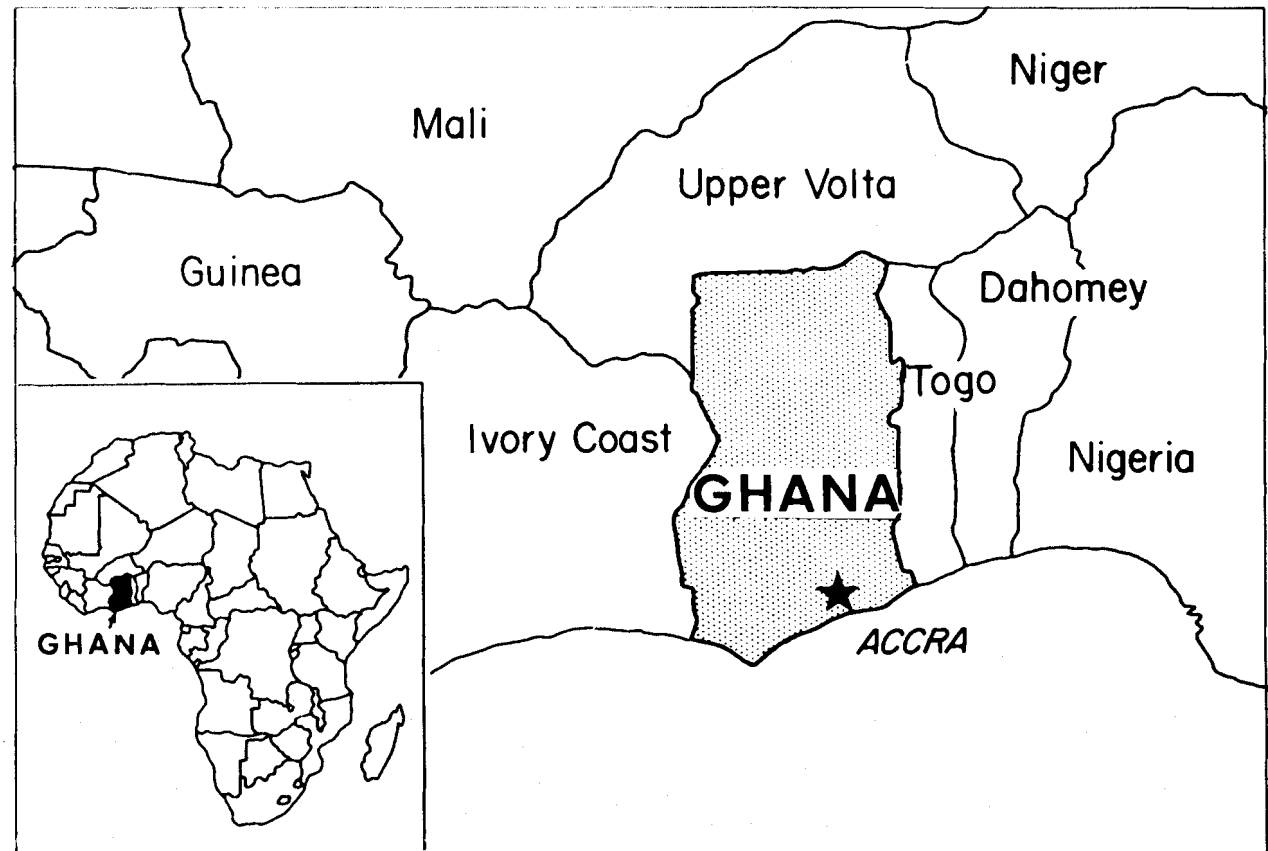 Niger
Mali
Upper Volta
Guinea
Dahomey
Togo
Ivory Coast
Nigeria
GHANA
ACCRA
GHANA